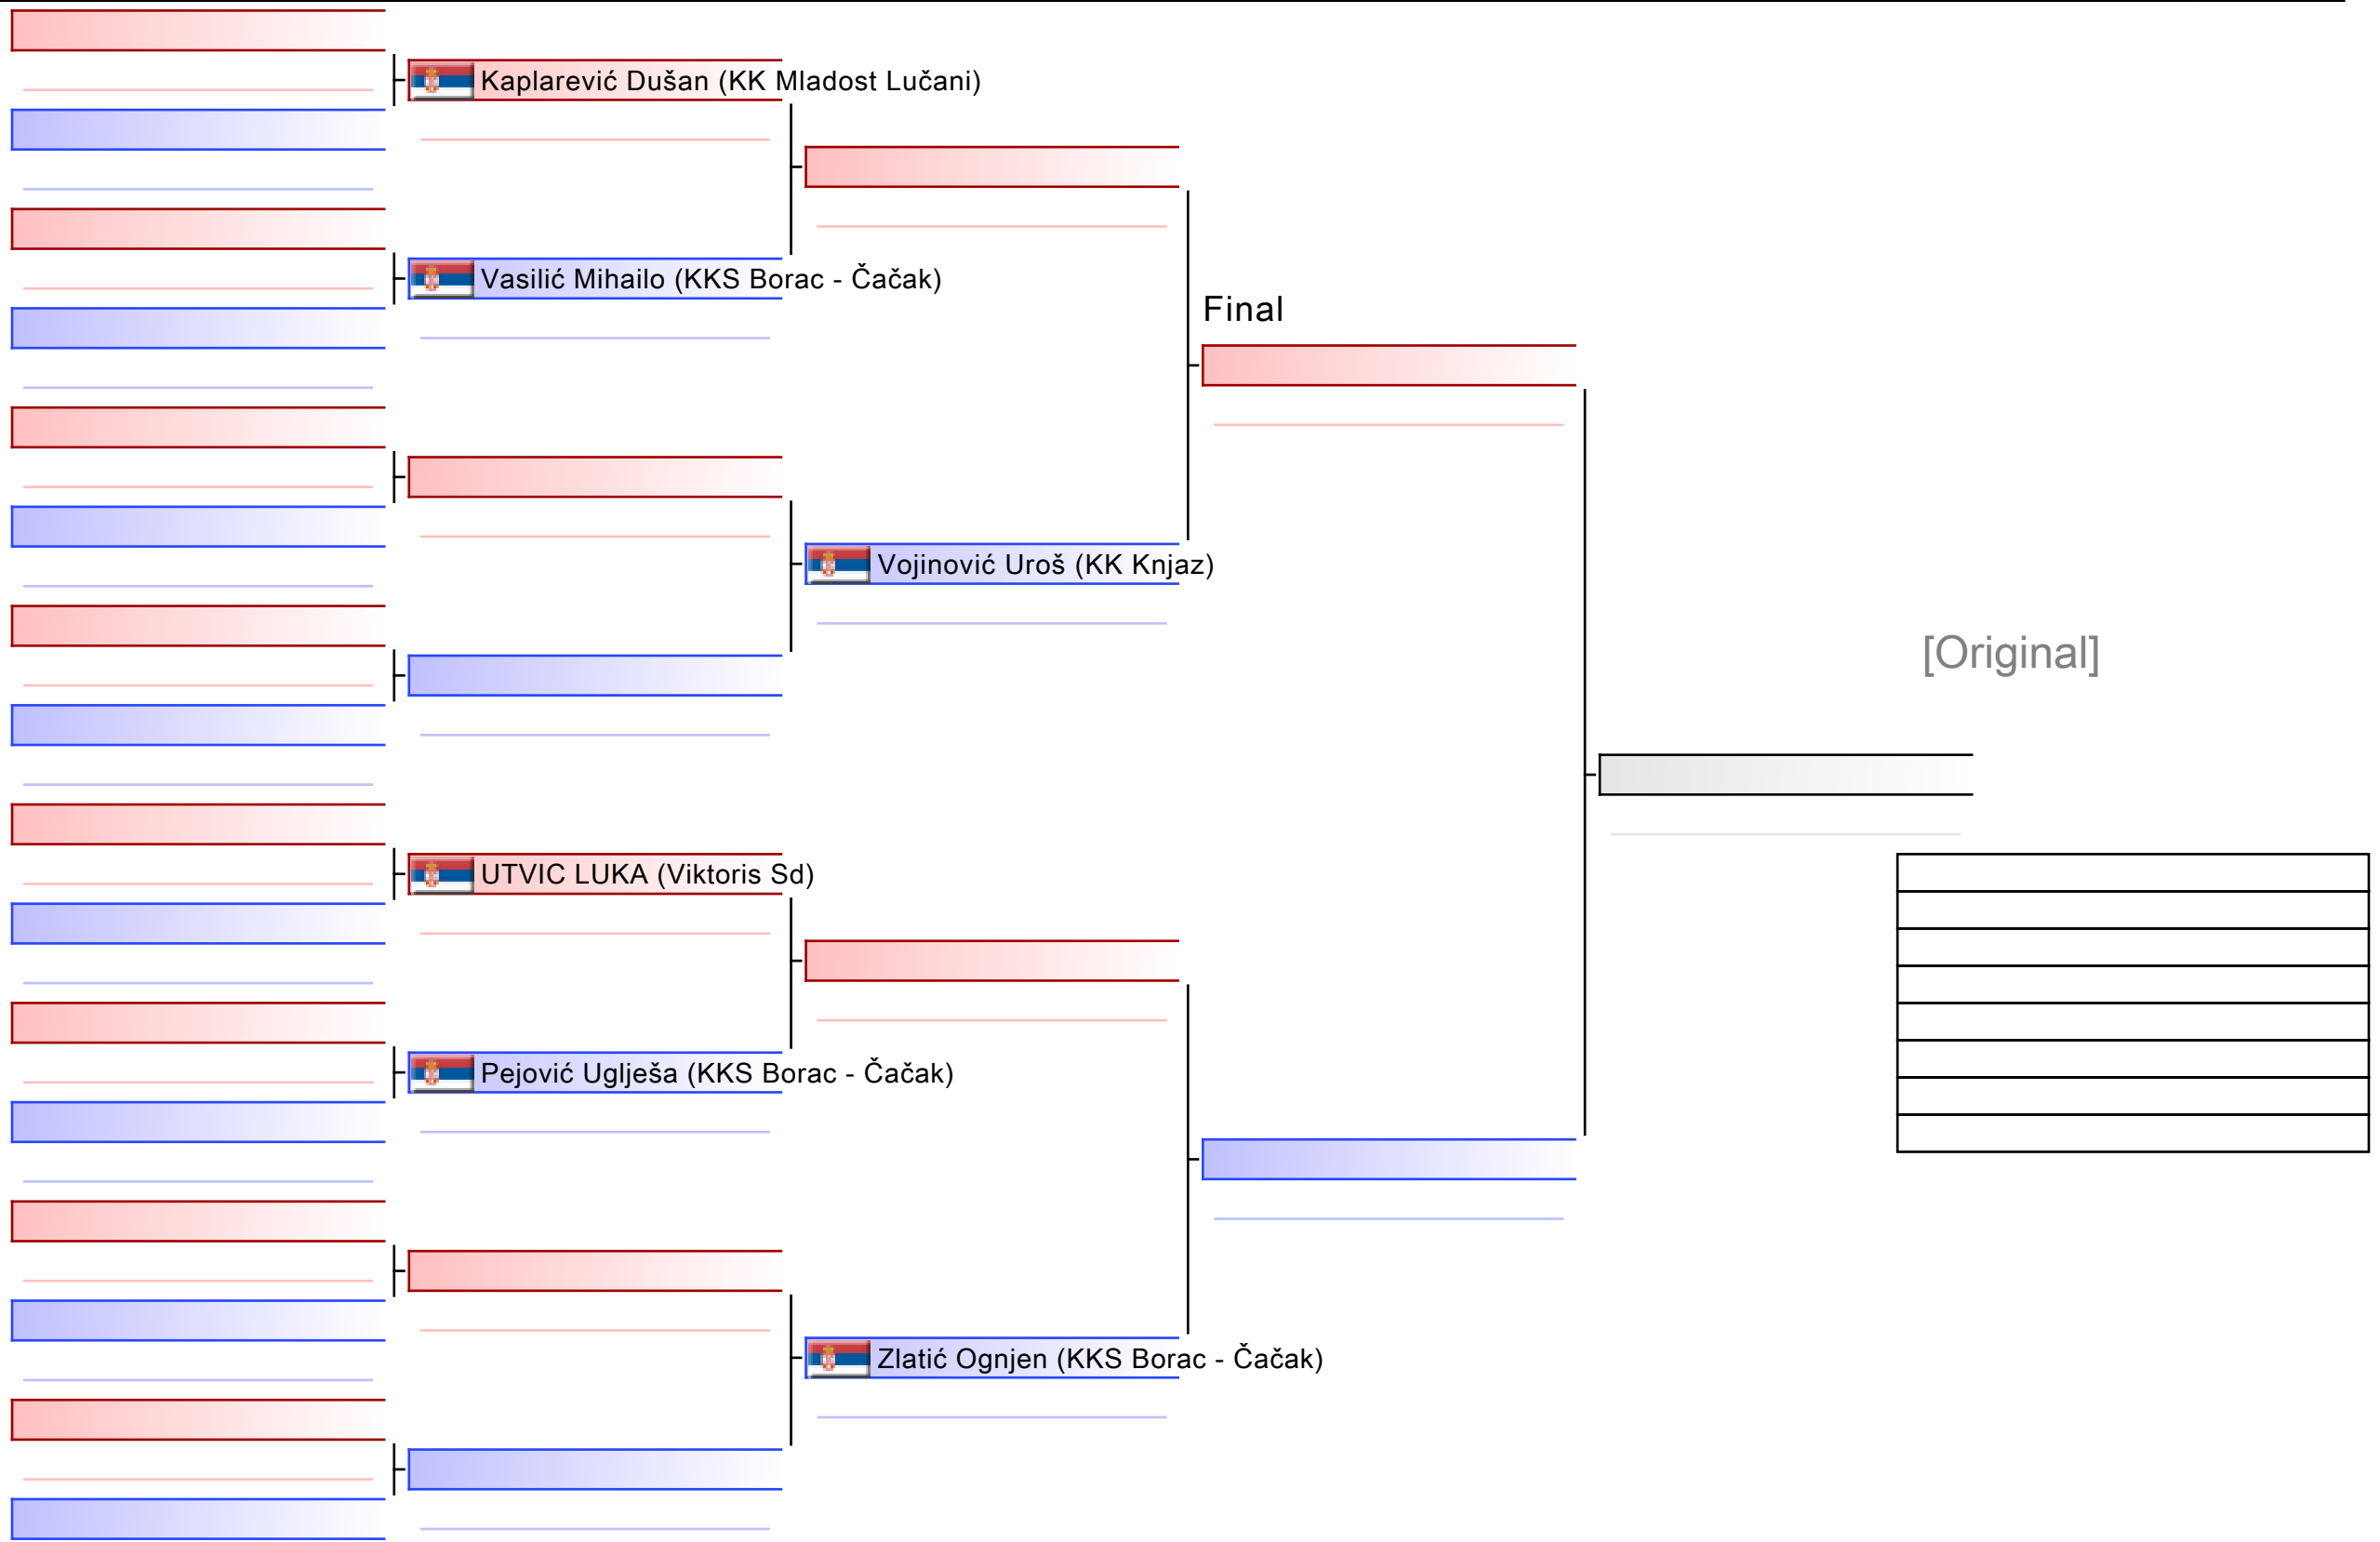 Kaplarević Dušan (KK Mladost Lučani)
Vasilić Mihailo (KKS Borac - Čačak)
Final
Vojinović Uroš (KK Knjaz)
[Original]
UTVIC LUKA (Viktoris Sd)
Pejović Uglješa (KKS Borac - Čačak)
Zlatić Ognjen (KKS Borac - Čačak)